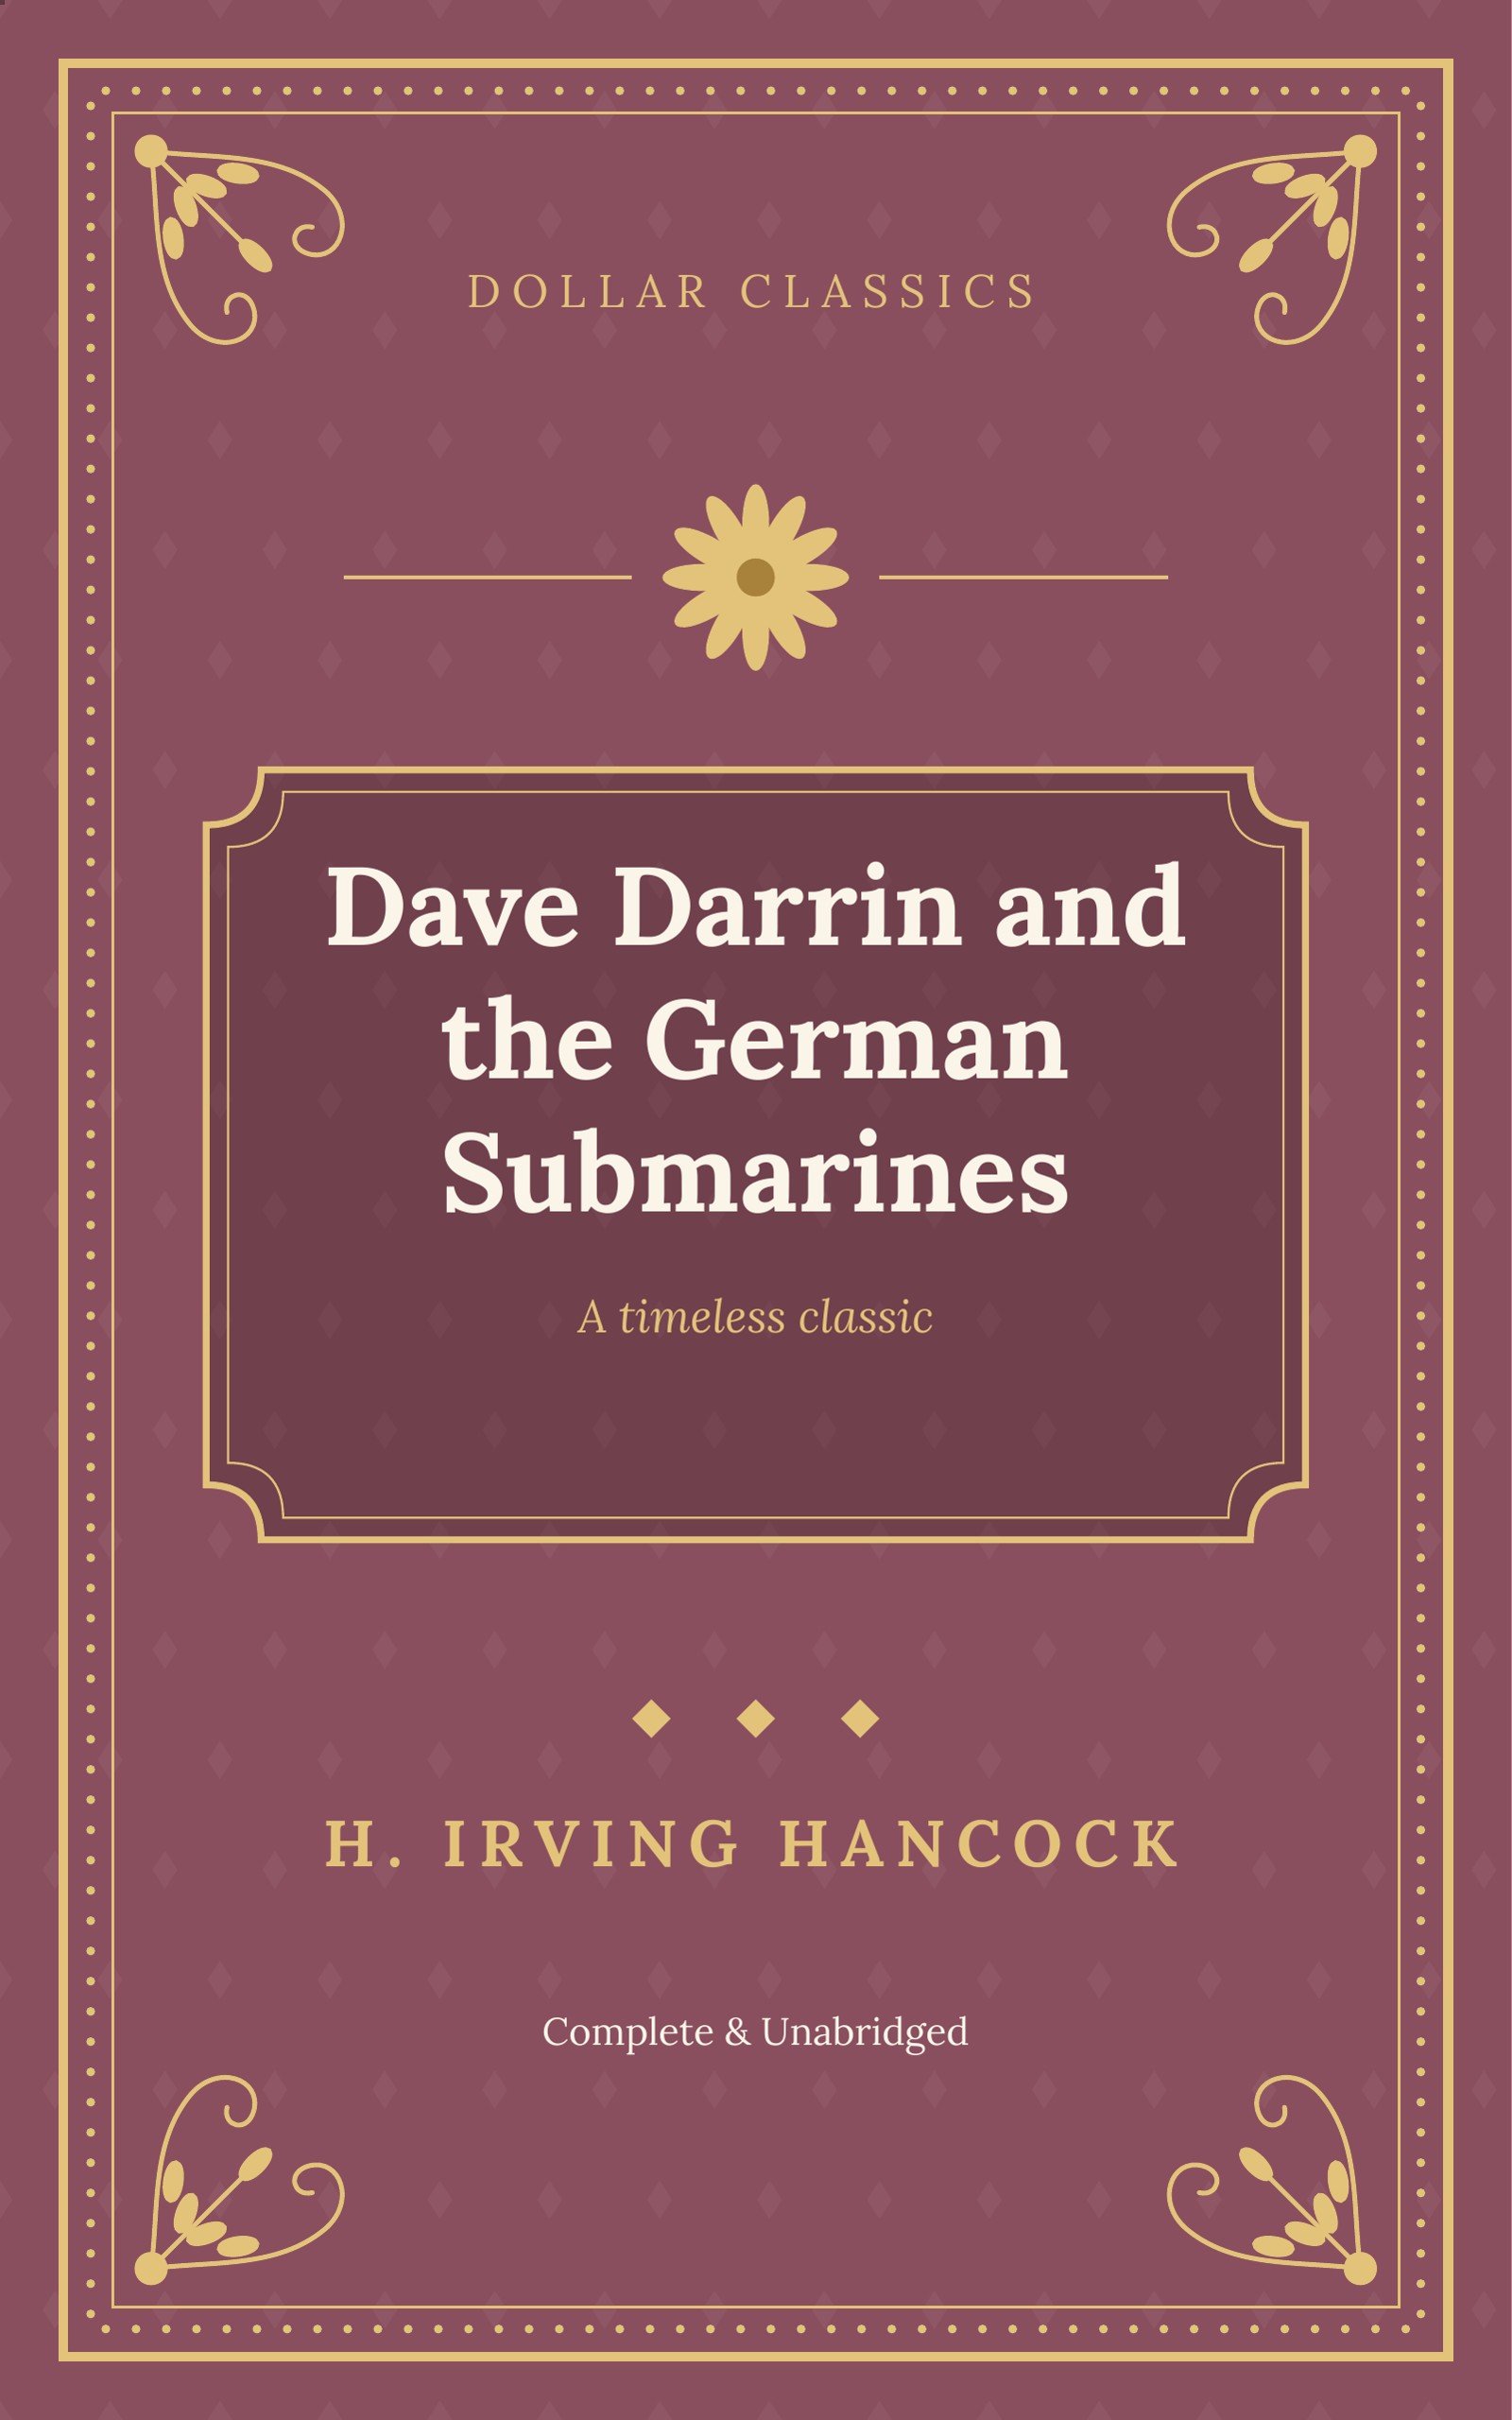 DOLLAR CLASSICS
Dave Darrin and
the German
Submarines
A timeless classic
H. IRVING HANCOCK
Complete & Unabridged